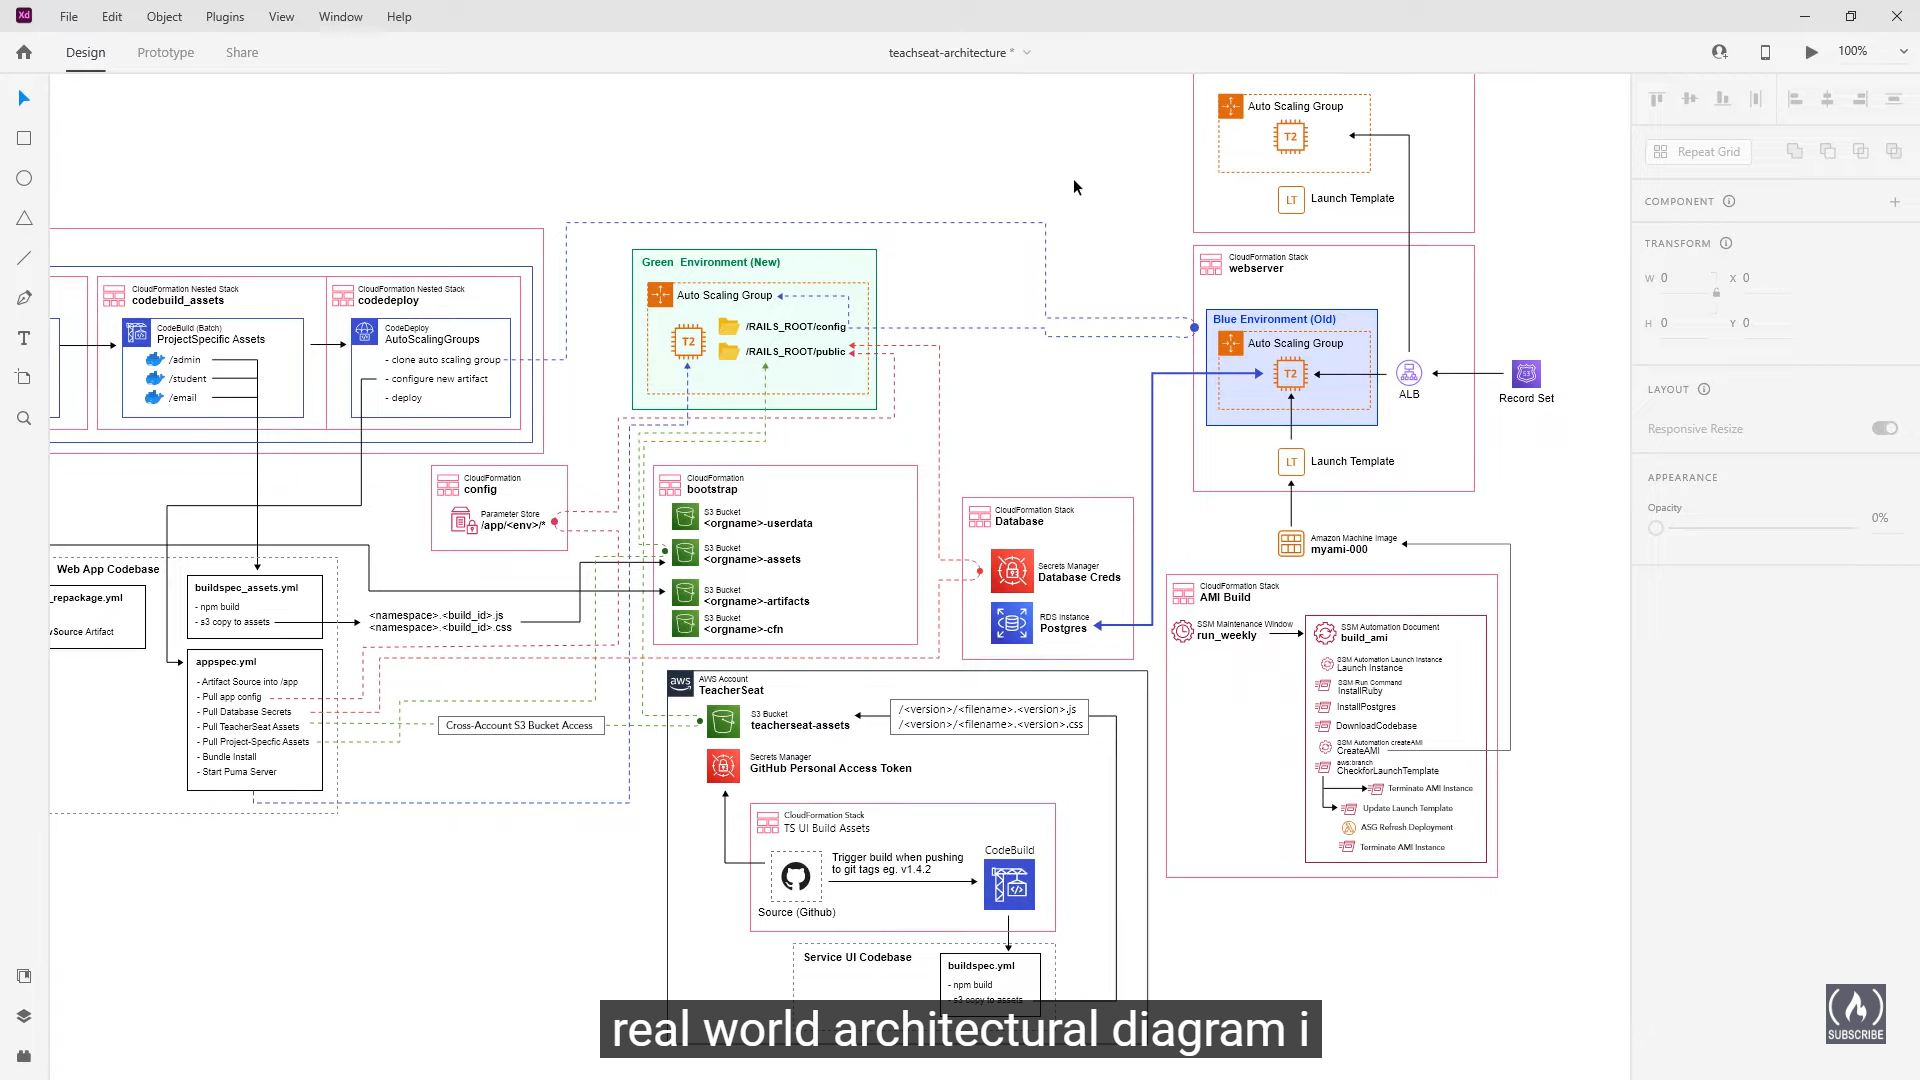 Xd
File
Edit
Object
Plugins
View
Window
Help
Design
Prototype
Share
teachseat-architecture *
100%
Repeat Grid
COMPONENT
TRANSFORM
W 0
X 0
H 0
Y 0
LAYOUT
Responsive Resize
APPEARANCE
Opacity
0%
Auto Scaling Group
T2
LT
Launch Template
CloudFormation Stack
webserver
Blue Environment (Old)
Auto Scaling Group
T2
ALB
53
Record Set
LT
Launch Template
Amazon Machine Image
myami-000
Green Environment (New)
Auto Scaling Group
T2
/RAILS_ROOT/config
/RAILS_ROOT/public
CloudFormation Nested Stack
codebuild_assets
CodeBuild (Batch)
ProjectSpecific Assets
/admin
/student
/email
CloudFormation Nested Stack
codedeploy
CodeDeploy
AutoScalingGroups
- clone auto scaling group
- configure new artifact
- deploy
CloudFormation
config
Parameter Store
/app/<env>/*
CloudFormation
bootstrap
S3 Bucket
<orgname>-userdata
S3 Bucket
<orgname>-assets
S3 Bucket
<orgname>-artifacts
S3 Bucket
<orgname>-cfn
CloudFormation Stack
Database
Secrets Manager
Database Creds
RDS Instance
Postgres
Web App Codebase
_repackage.yml
vSource Artifact
buildspec_assets.yml
- npm build
- s3 copy to assets
<namespace>.<build_id>.js
<namespace>.<build_id>.css
appspec.yml
- Artifact Source into /app
- Pull app config
- Pull Database Secrets
- Pull TeacherSeat Assets
- Pull Project-Specfic Assets
- Bundle Install
- Start Puma Server
Cross-Account S3 Bucket Access
aws
AWS Account
TeacherSeat
S3 Bucket
teacherseat-assets
/<version>/<filename>.<version>.js
/<version>/<filename>.<version>.css
Secrets Manager
GitHub Personal Access Token
CloudFormation Stack
TS UI Build Assets
Trigger build when pushing
to git tags eg. v1.4.2
CodeBuild
Source (Github)
Service UI Codebase
buildspec.yml
- npm build
- s3 copy to assets
CloudFormation Stack
AMI Build
SSM Maintenance Window
run_weekly
SSM Automation Document
build_ami
SSM Automation Launch Instance
Launch Instance
SSM Run Command
InstallRuby
InstallPostgres
DownloadCodebase
SSM Automation createAMI
CreateAMI
aws:branch
CheckforLaunchTemplate
Terminate AMI Instance
Update Launch Template
ASG Refresh Deployment
Terminate AMI Instance
real world architectural diagram i
SUBSCRIBE